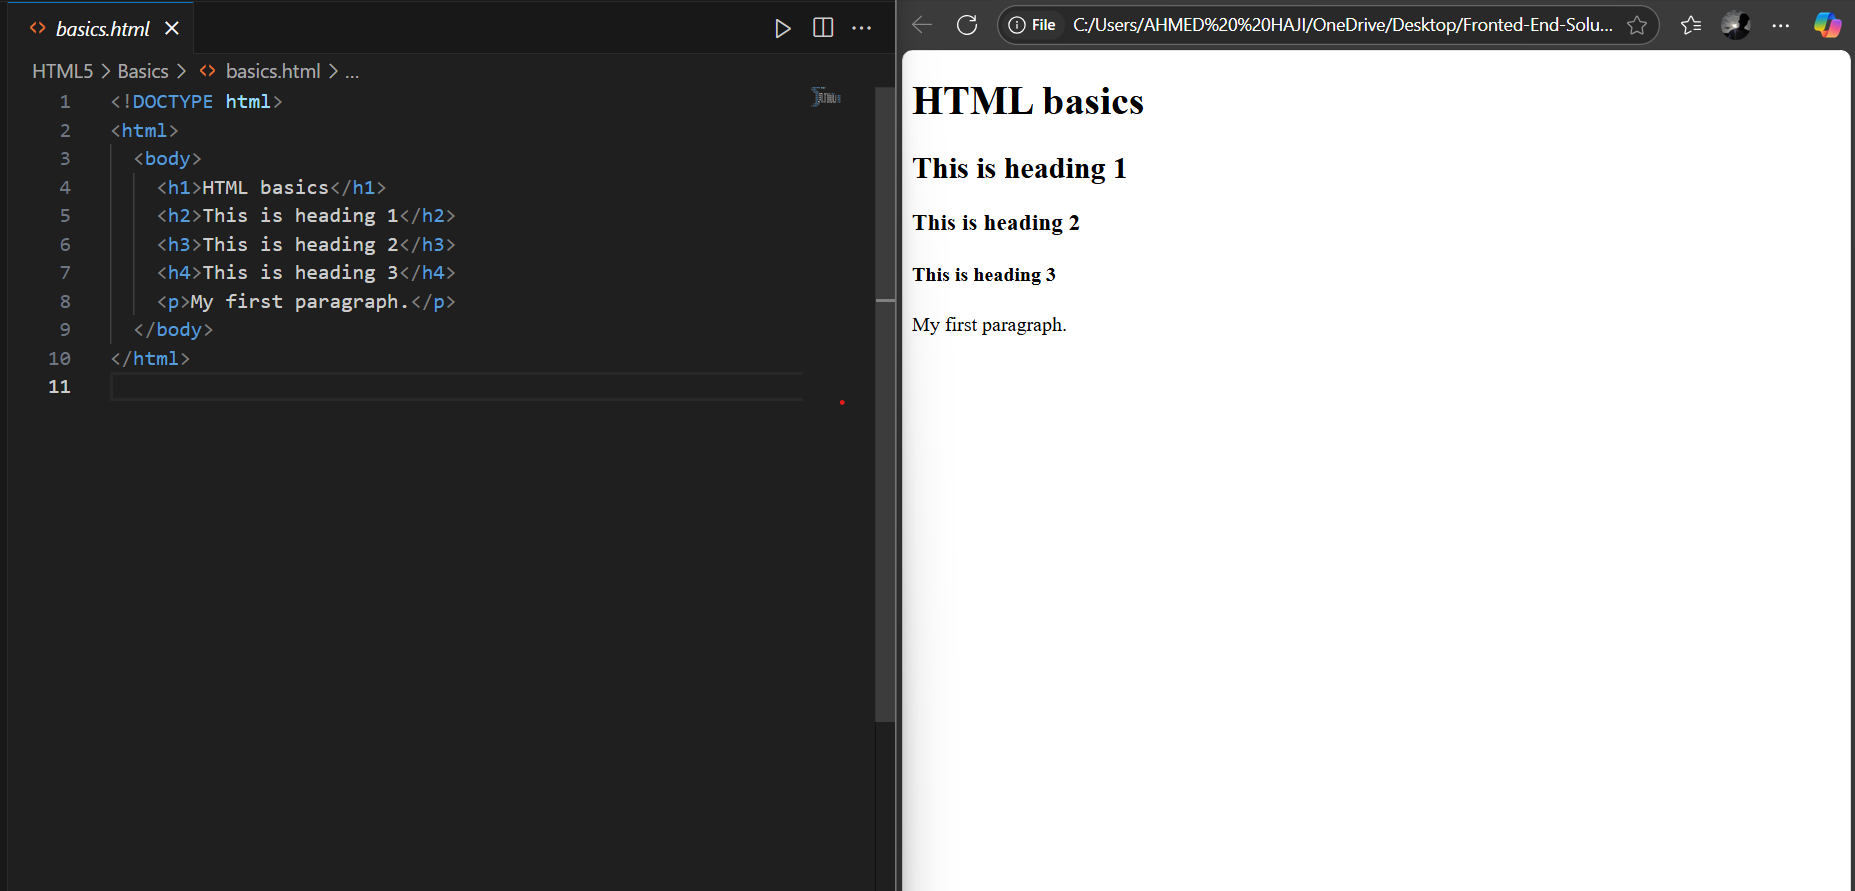 basics.html
HTML5 > Basics > basics.html > ...
1 <!DOCTYPE html>
2 <html>
3 <body>
4 <h1>HTML basics</h1>
5 <h2>This is heading 1</h2>
6 <h3>This is heading 2</h3>
7 <h4>This is heading 3</h4>
8 <p>My first paragraph.</p>
9 </body>
10 </html>
11
File C:/Users/AHMED%20%20HAJI/OneDrive/Desktop/Fronted-End-Solu...
HTML basics
This is heading 1
This is heading 2
This is heading 3
My first paragraph.